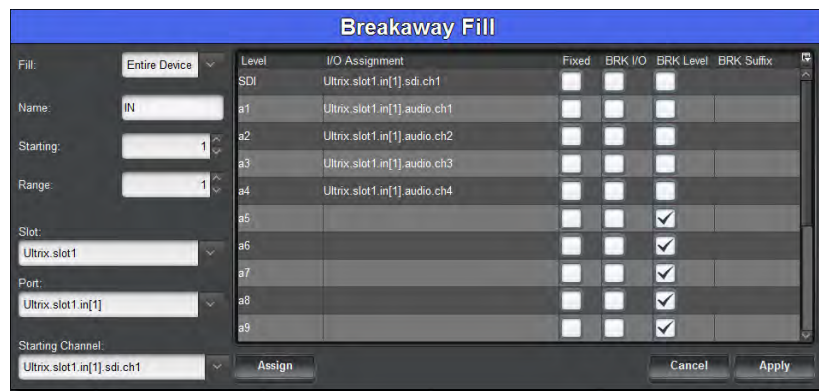 Breakaway Fill
Fill: Entire Device
Name: IN
Starting: 1
Range: 1
Slot:
Ultrix.slot1
Port:
Ultrix.slot1.in[1]
Starting Channel:
Ultrix.slot1.in[1].sdi.ch1
Level I/O Assignment Fixed BRK I/O BRK Level BRK Suffix
SDI Ultrix.slot1.in[1].sdi.ch1
a1 Ultrix.slot1.in[1].audio.ch1
a2 Ultrix.slot1.in[1].audio.ch2
a3 Ultrix.slot1.in[1].audio.ch3
a4 Ultrix.slot1.in[1].audio.ch4
a5
a6
a7
a8
a9
Assign Cancel Apply